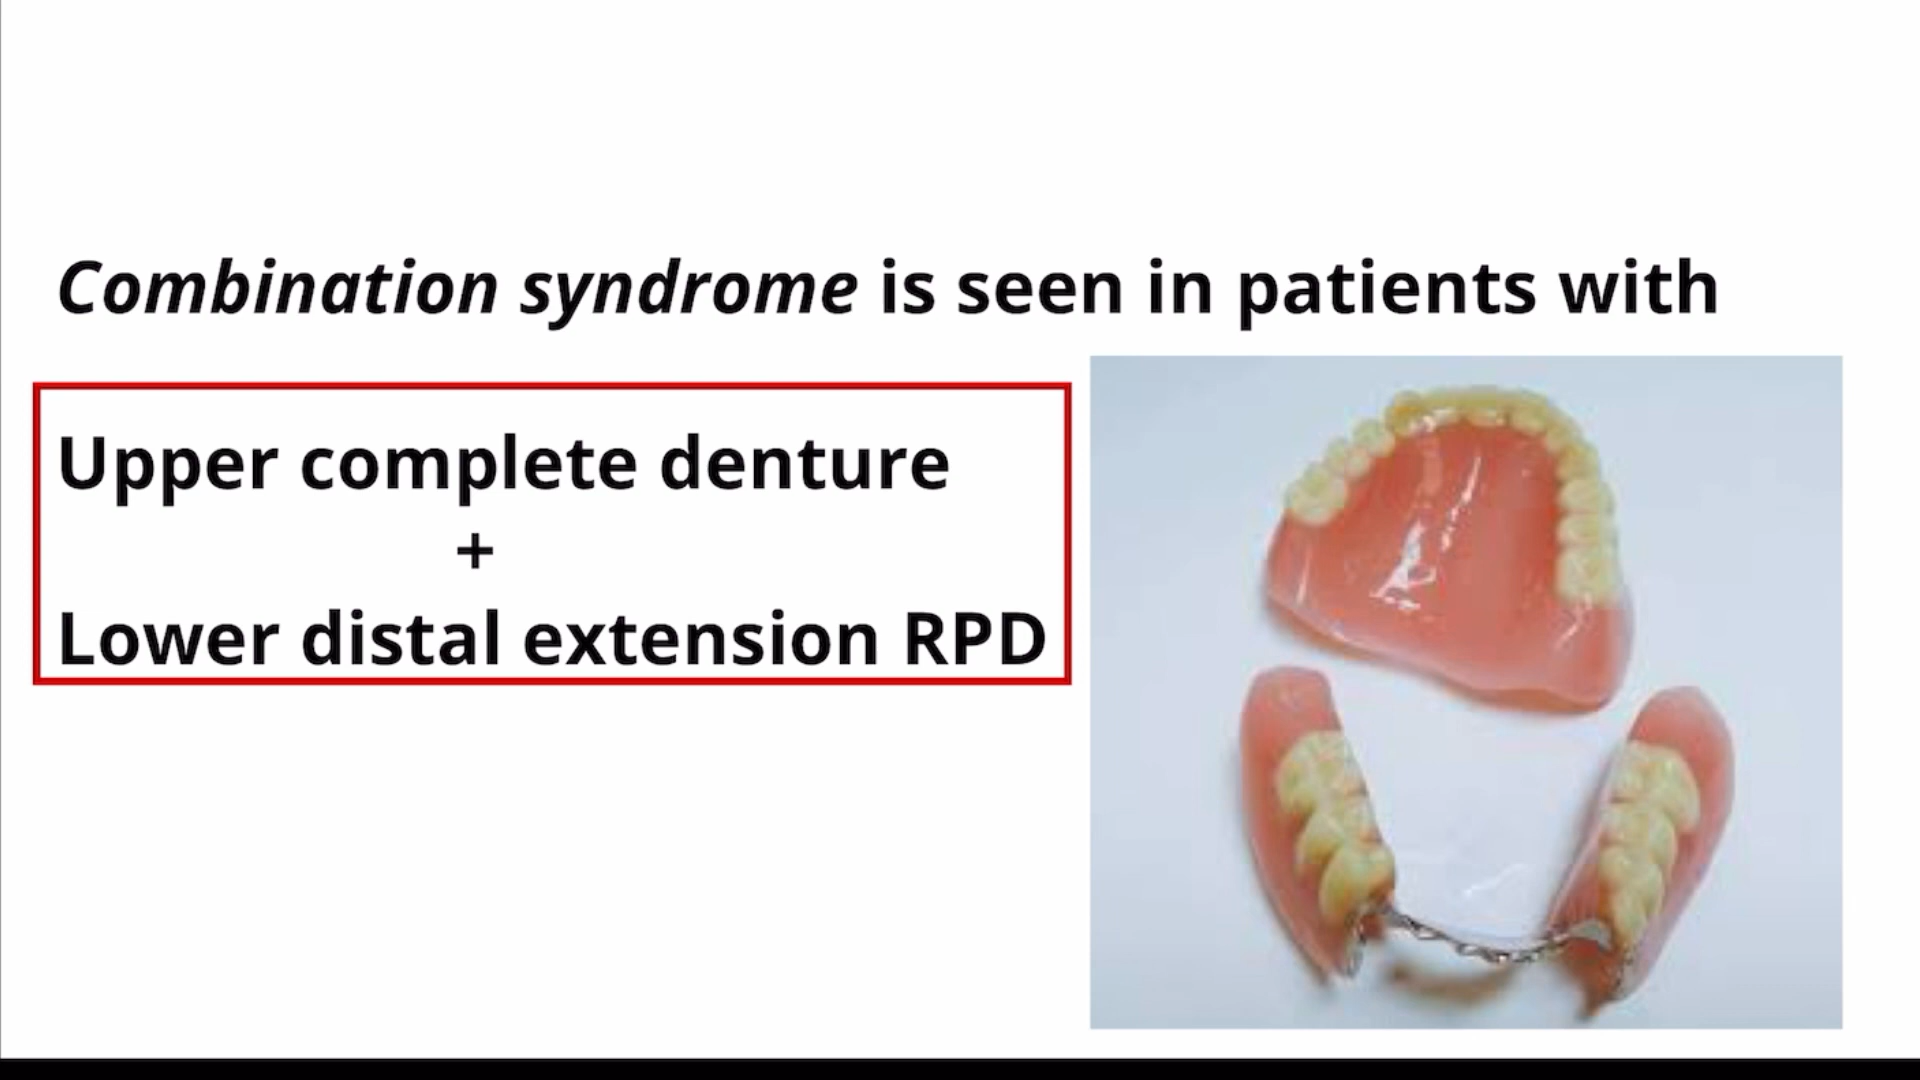 Combination syndrome is seen in patients with
Upper complete denture
+
Lower distal extension RPD